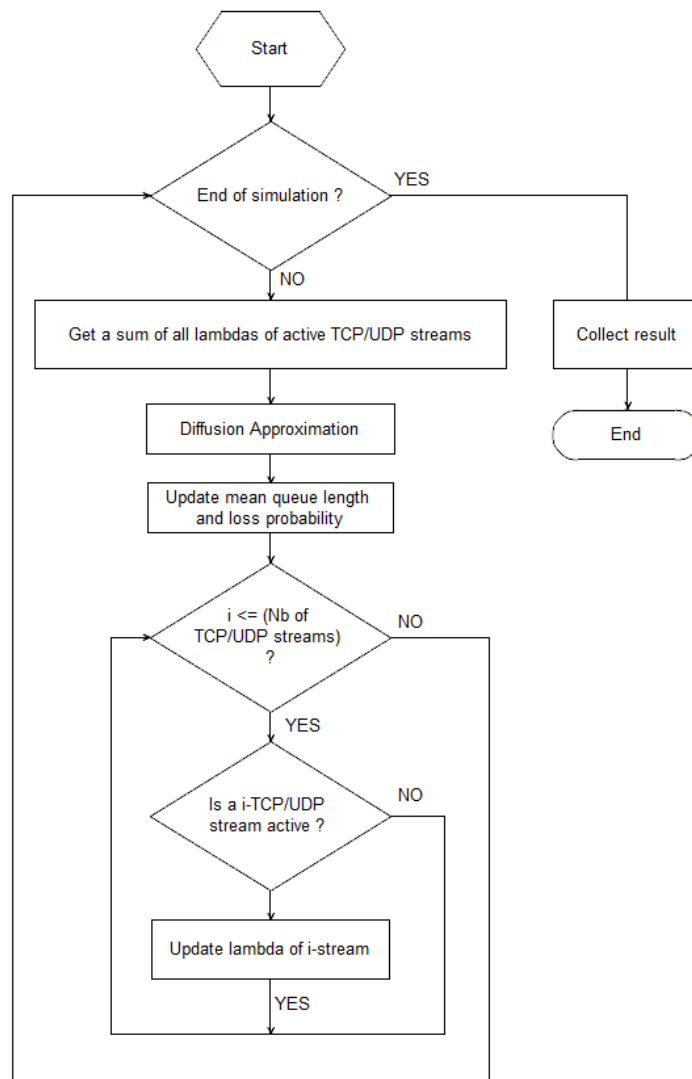 Start
End of simulation ?
YES
NO
Get a sum of all lambdas of active TCP/UDP streams
Collect result
Diffusion Approximation
End
Update mean queue length
and loss probability
i <= (Nb of
TCP/UDP streams)
?
NO
YES
Is a i-TCP/UDP
stream active ?
NO
Update lambda of i-stream
YES